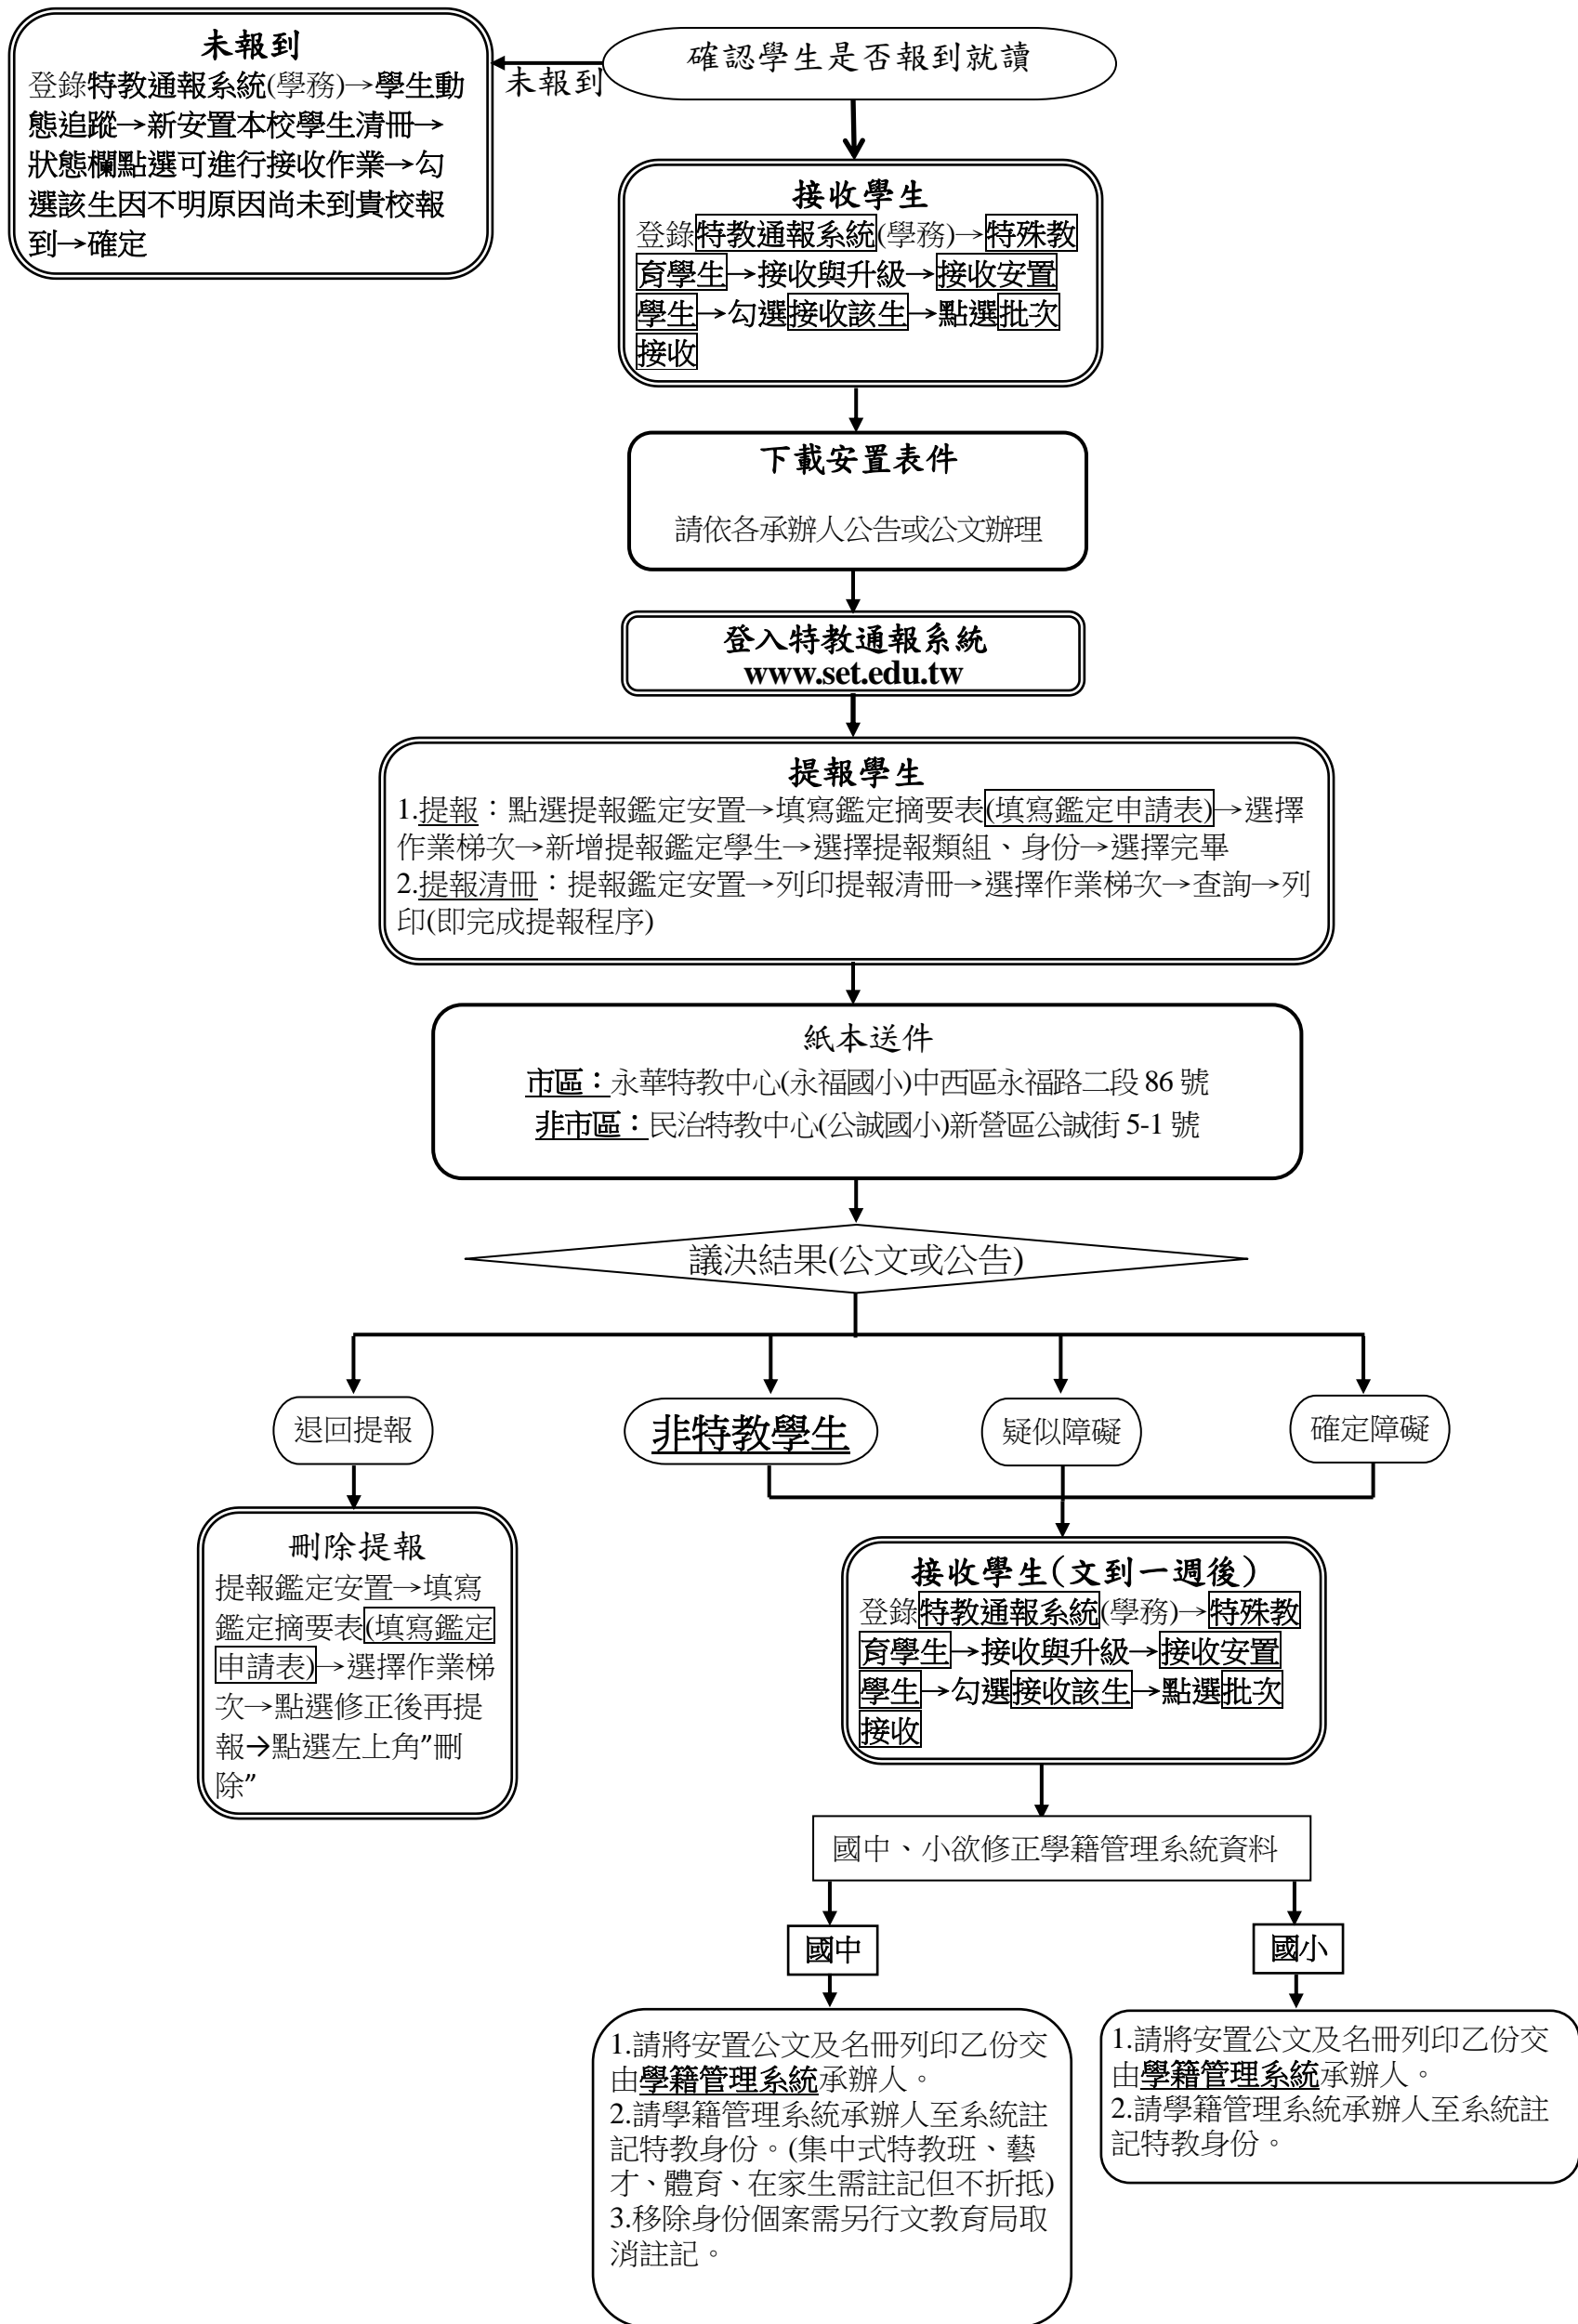 未報到
登錄特教通報系統(學務)→學生動
態追蹤→新安置本校學生清冊→
狀態欄點選可進行接收作業→勾
選該生因不明原因尚未到貴校報
到→確定
確認學生是否報到就讀
未報到
接收學生
登錄特教通報系統(學務)→特殊教
育學生→接收與升級→接收安置
學生→勾選接收該生→點選批次
接收
下載安置表件
請依各承辦人公告或公文辦理
登入特教通報系統
www.set.edu.tw
提報學生
1.提報：點選提報鑑定安置→填寫鑑定摘要表(填寫鑑定申請表)→選擇
作業梯次→新增提報鑑定學生→選擇提報類組、身份→選擇完畢
2.提報清冊：提報鑑定安置→列印提報清冊→選擇作業梯次→查詢→列
印(即完成提報程序)
紙本送件
市區：永華特教中心(永福國小)中西區永福路二段 86 號
非市區：民治特教中心(公誠國小)新營區公誠街 5-1 號
議決結果(公文或公告)
退回提報
非特教學生
疑似障礙
確定障礙
刪除提報
提報鑑定安置→填寫
鑑定摘要表(填寫鑑定
申請表)→選擇作業梯
次→點選修正後再提
報→點選左上角”刪
除”
接收學生(文到一週後)
登錄特教通報系統(學務)→特殊教
育學生→接收與升級→接收安置
學生→勾選接收該生→點選批次
接收
國中、小欲修正學籍管理系統資料
國中
國小
1.請將安置公文及名冊列印乙份交
由學籍管理系統承辦人。
2.請學籍管理系統承辦人至系統註
記特教身份。(集中式特教班、藝
才、體育、在家生需註記但不折抵)
3.移除身份個案需另行文教育局取
消註記。
1.請將安置公文及名冊列印乙份交
由學籍管理系統承辦人。
2.請學籍管理系統承辦人至系統註
記特教身份。